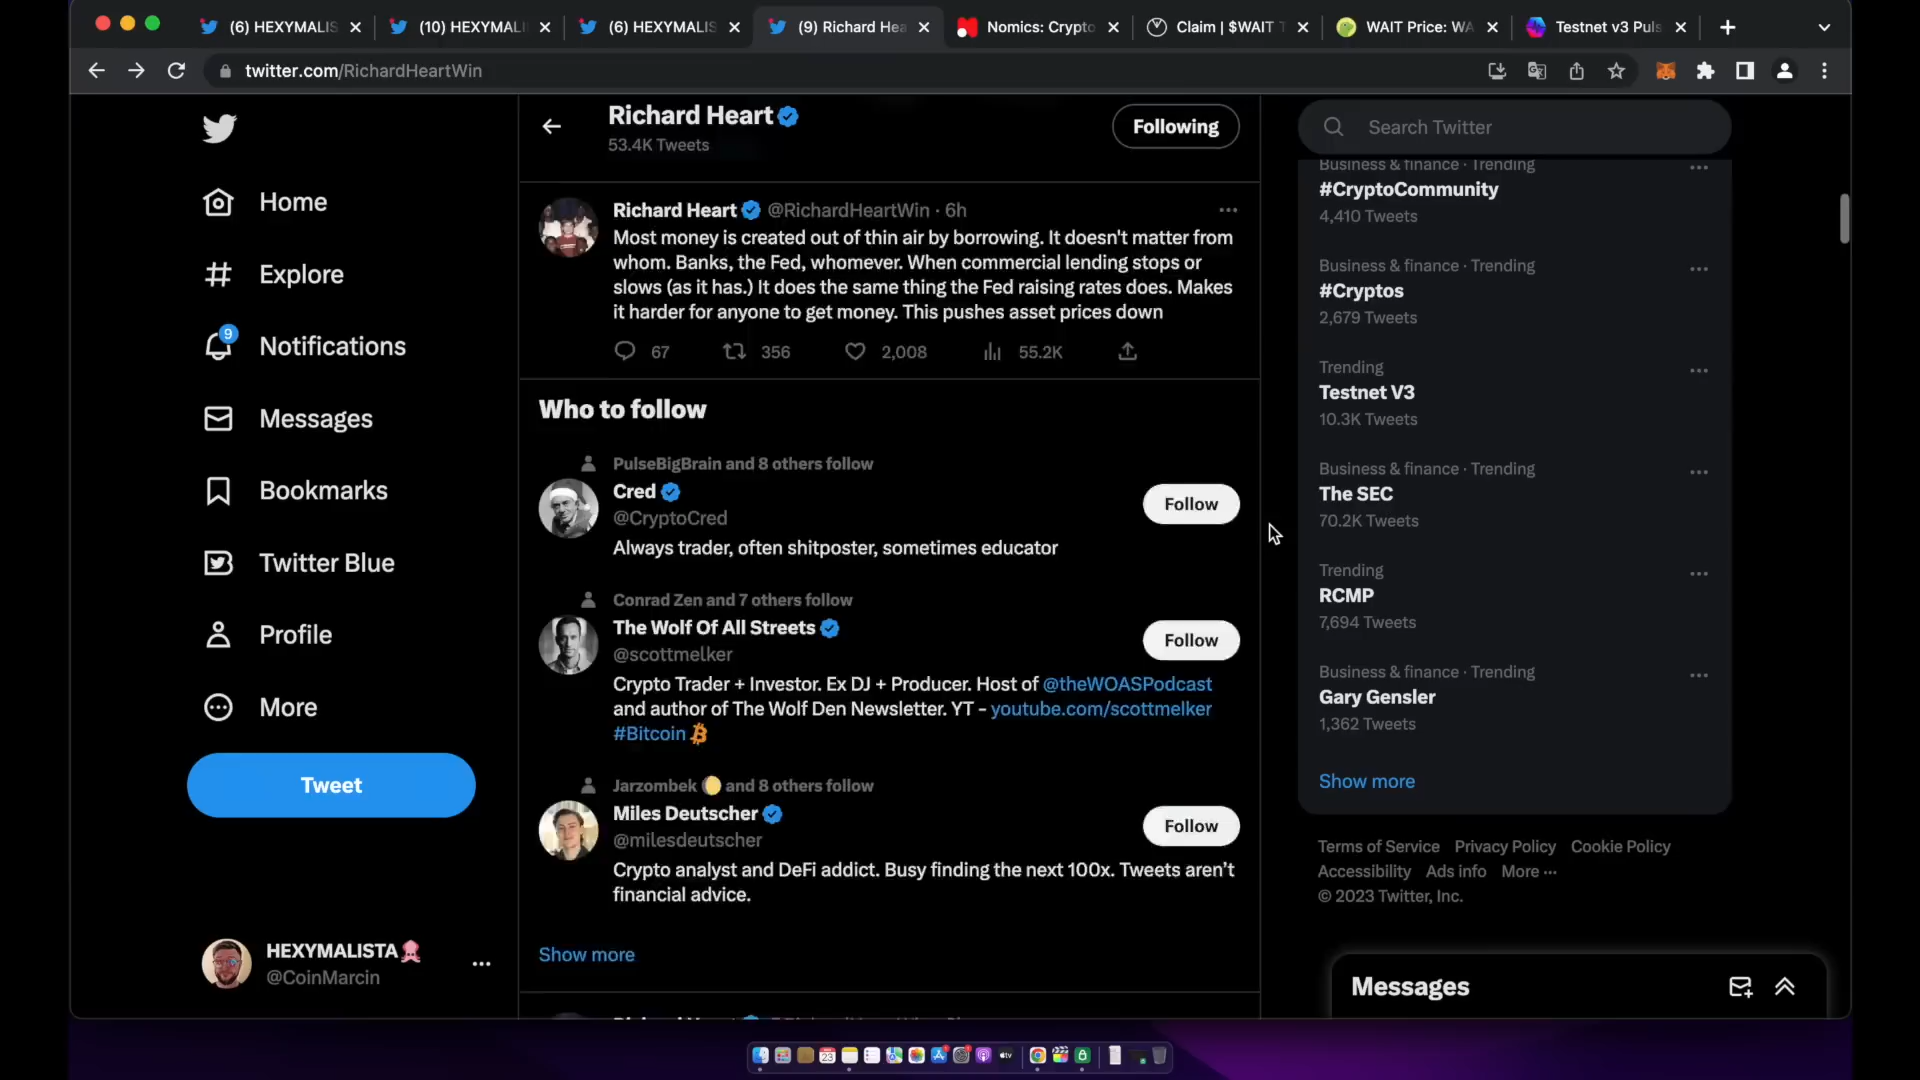 (6) HEXYMALIS
(10) HEXYMALI
(6) HEXYMALIS
(9) Richard Hea
Nomics: Crypto
Claim | $WAIT T
WAIT Price: WA
Testnet v3 Puls
twitter.com/RichardHeartWin
Home
Explore
9
Notifications
Messages
Bookmarks
Twitter Blue
Profile
More
Tweet
HEXYMALISTA
@CoinMarcin
Richard Heart
53.4K Tweets
Following
Richard Heart @RichardHeartWin · 6h
Most money is created out of thin air by borrowing. It doesn't matter from
whom. Banks, the Fed, whomever. When commercial lending stops or
slows (as it has.) It does the same thing the Fed raising rates does. Makes
it harder for anyone to get money. This pushes asset prices down
67 356 2,008 55.2K
Who to follow
PulseBigBrain and 8 others follow
Cred
@CryptoCred
Follow
Always trader, often shitposter, sometimes educator
Conrad Zen and 7 others follow
The Wolf Of All Streets
@scottmelker
Follow
Crypto Trader + Investor. Ex DJ + Producer. Host of @theWOASPodcast
and author of The Wolf Den Newsletter. YT - youtube.com/scottmelker
#Bitcoin
Jarzombek 🌔 and 8 others follow
Miles Deutscher
@milesdeutscher
Follow
Crypto analyst and DeFi addict. Busy finding the next 100x. Tweets aren't
financial advice.
Show more
Search Twitter
Business & finance · Trending
#CryptoCommunity
4,410 Tweets
Business & finance · Trending
#Cryptos
2,679 Tweets
Trending
Testnet V3
10.3K Tweets
Business & finance · Trending
The SEC
70.2K Tweets
Trending
RCMP
7,694 Tweets
Business & finance · Trending
Gary Gensler
1,362 Tweets
Show more
Terms of Service Privacy Policy Cookie Policy
Accessibility Ads info More ···
© 2023 Twitter, Inc.
Messages
23